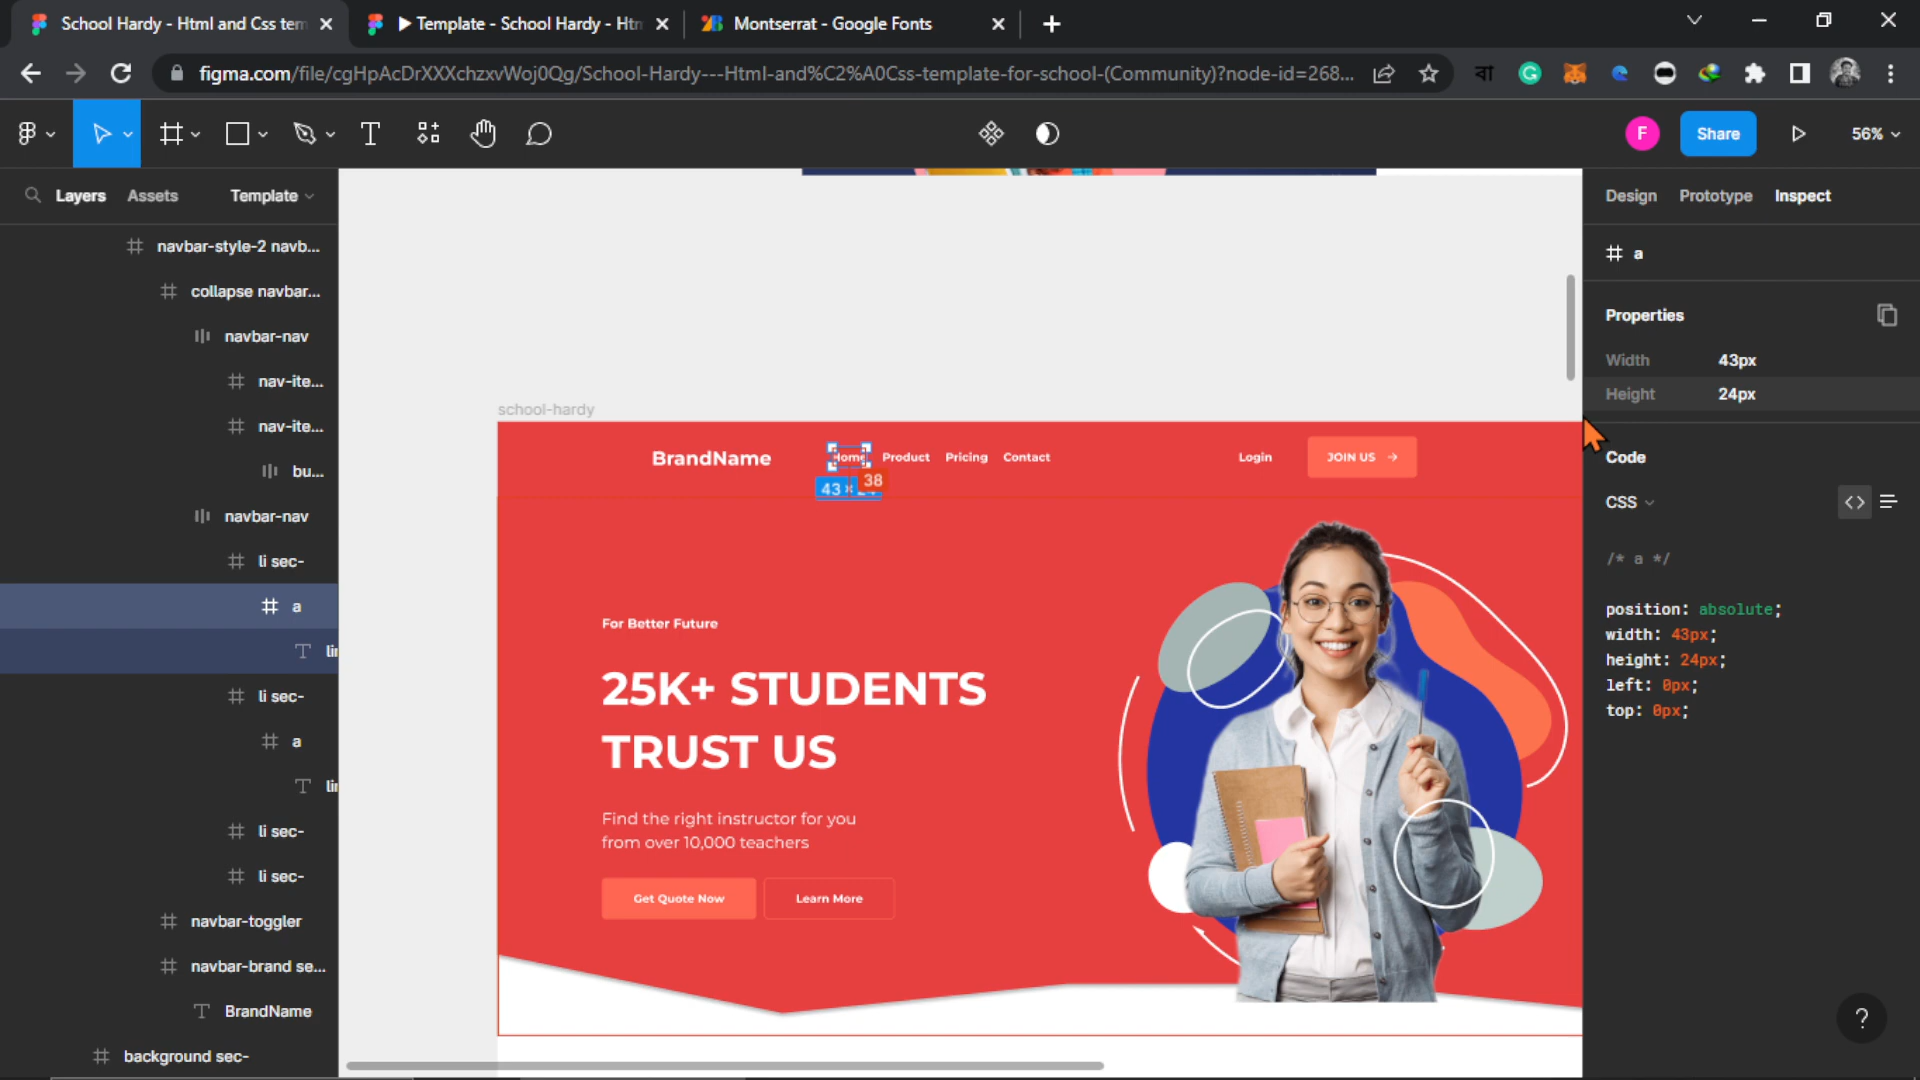 School Hardy - Html and Css tem
Template - School Hardy - Htm
Montserrat - Google Fonts
figma.com/file/cgHpAcDrXXXchzxvWoj0Qg/School-Hardy---Html-and%C2%A0Css-template-for-school-(Community)?node-id=268...
বা
F
Share
56%
Layers
Assets
Template
Design
Prototype
Inspect
navbar-style-2 navb...
collapse navbar...
navbar-nav
nav-ite...
nav-ite...
bu...
navbar-nav
li sec-
a
lin
li sec-
a
lin
li sec-
li sec-
navbar-toggler
navbar-brand se...
BrandName
background sec-
school-hardy
BrandName
Home
Product
Pricing
Contact
Login
JOIN US
38
For Better Future
25K+ STUDENTS
TRUST US
Find the right instructor for you
from over 10,000 teachers
Get Quote Now
Learn More
a
Properties
Width 43px
Height 24px
Code
CSS
/* a */
position: absolute;
width: 43px;
height: 24px;
left: 0px;
top: 0px;
?